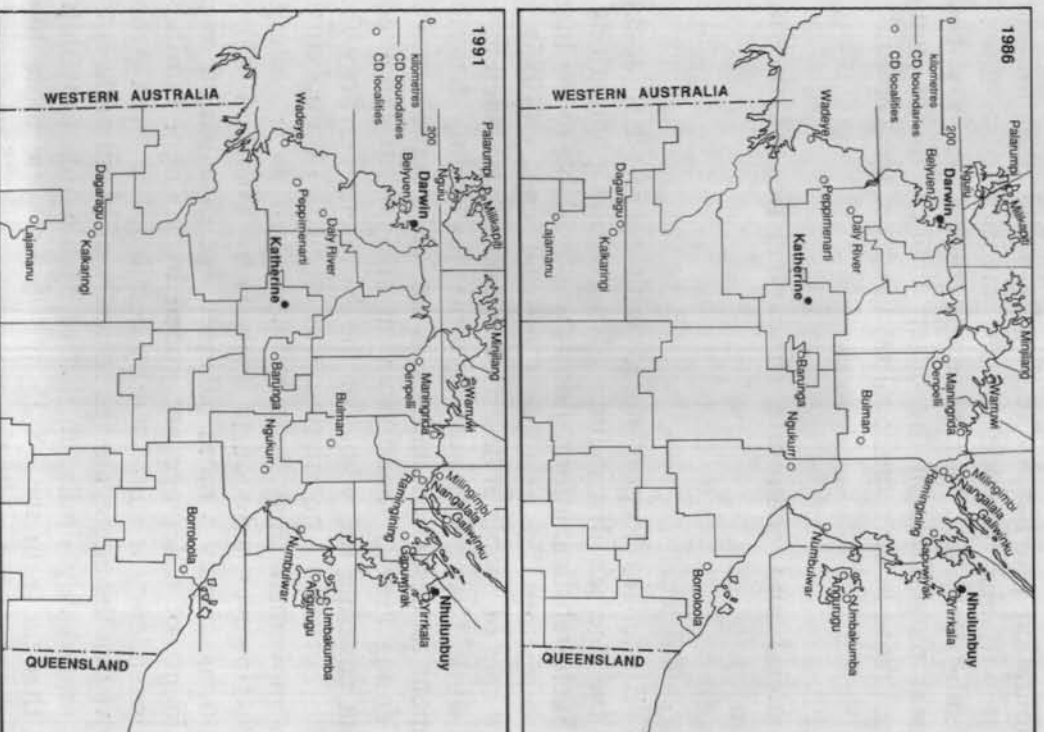 1986
0
200
kilometres
CD boundaries
CD localities
Palarumpi
Milikapiti
Nguiu
Darwin
Belyuen
Minjilang
Warruwi
Oenpelli
Maningrida
Milingimbi
Nangalala
Galiwinku
Ramingining
Gapuwiyak
Nhulunbuy
Yirrkala
Daly River
Wadeye
Peppimenarti
Katherine
Barunga
Bulman
Ngukurr
Numbulwar
Umbakumba
Angurugu
Borroloola
Daguragu
Kalkaringi
Lajamanu
WESTERN AUSTRALIA
QUEENSLAND
1991
0
200
kilometres
CD boundaries
CD localities
Palarumpi
Milikapiti
Nguiu
Darwin
Belyuen
Minjilang
Warruwi
Oenpelli
Maningrida
Milingimbi
Nangalala
Galiwinku
Ramingining
Gapuwiyak
Nhulunbuy
Yirrkala
Daly River
Wadeye
Peppimenarti
Katherine
Barunga
Bulman
Ngukurr
Numbulwar
Umbakumba
Angurugu
Borroloola
Daguragu
Kalkaringi
Lajamanu
WESTERN AUSTRALIA
QUEENSLAND